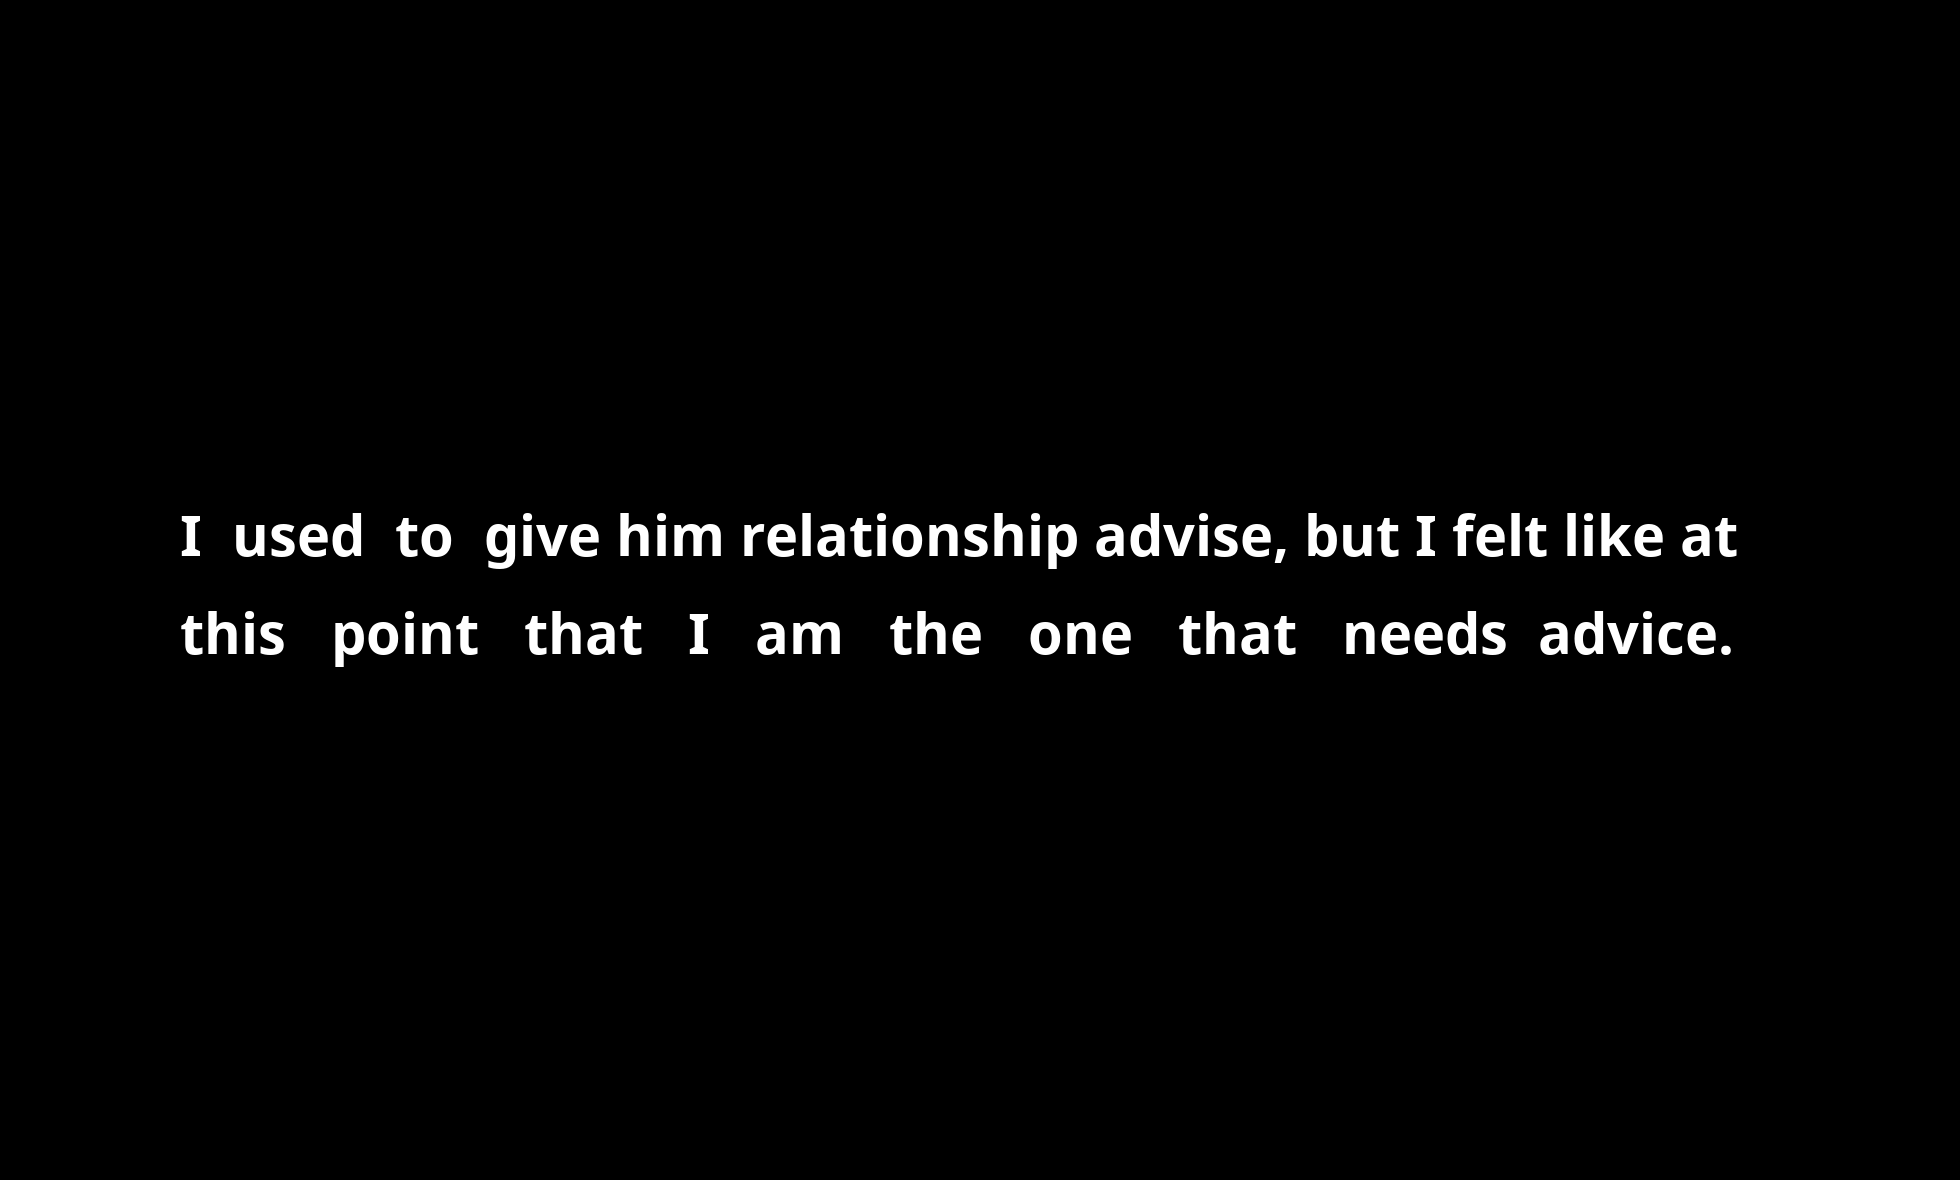 I used to give him relationship advise, but I felt like at
this point that I am the one that needs advice.